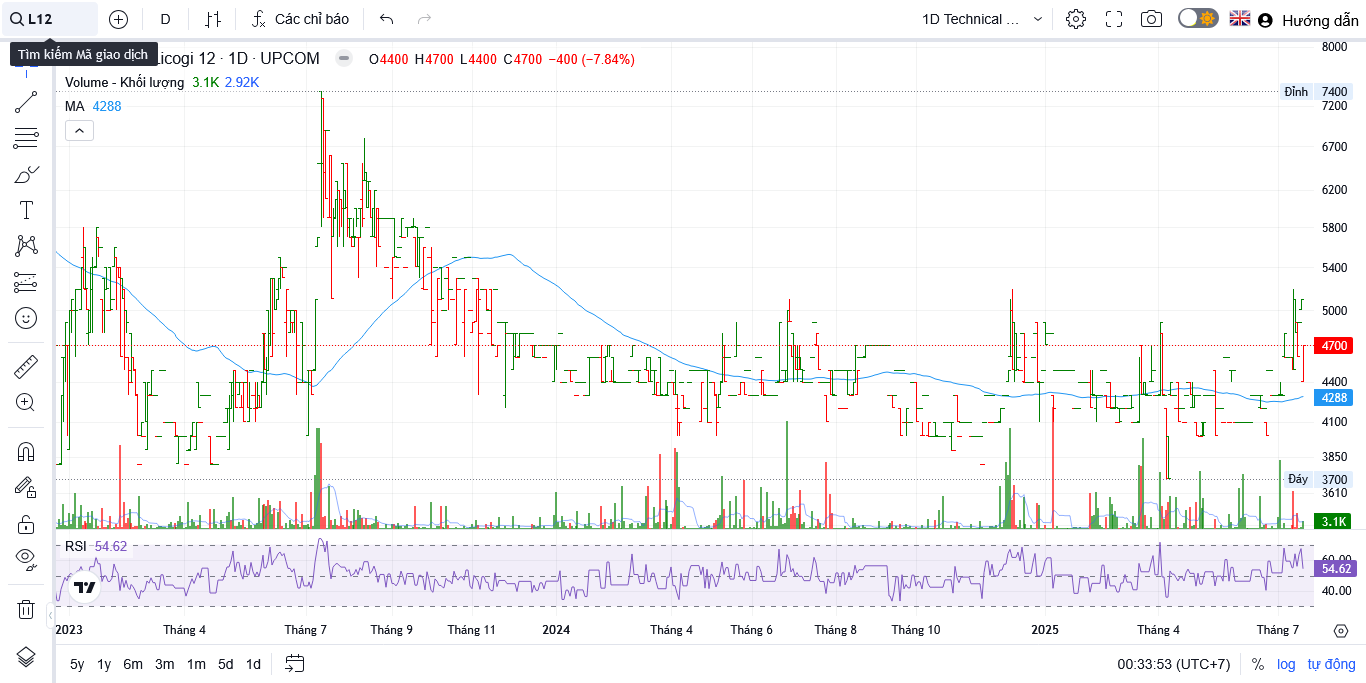 L12
D
Các chỉ báo
1D Technical ...
Hướng dẫn
Tìm kiếm Mã giao dịch
Licogi 12 · 1D · UPCOM
O4400 H4700 L4400 C4700 −400 (−7.84%)
Volume - Khối lượng 3.1K 2.92K
MA 4288
8000
Đỉnh 7400
7200
6700
6200
5800
5400
5000
4700
4400
4288
4100
3850
Đáy 3700
3610
3.1K
RSI 54.62
60.00
54.62
40.00
2023 Tháng 4 Tháng 7 Tháng 9 Tháng 11 2024 Tháng 4 Tháng 6 Tháng 8 Tháng 10 2025 Tháng 4 Tháng 7
5y 1y 6m 3m 1m 5d 1d
00:33:53 (UTC+7) % log tự động